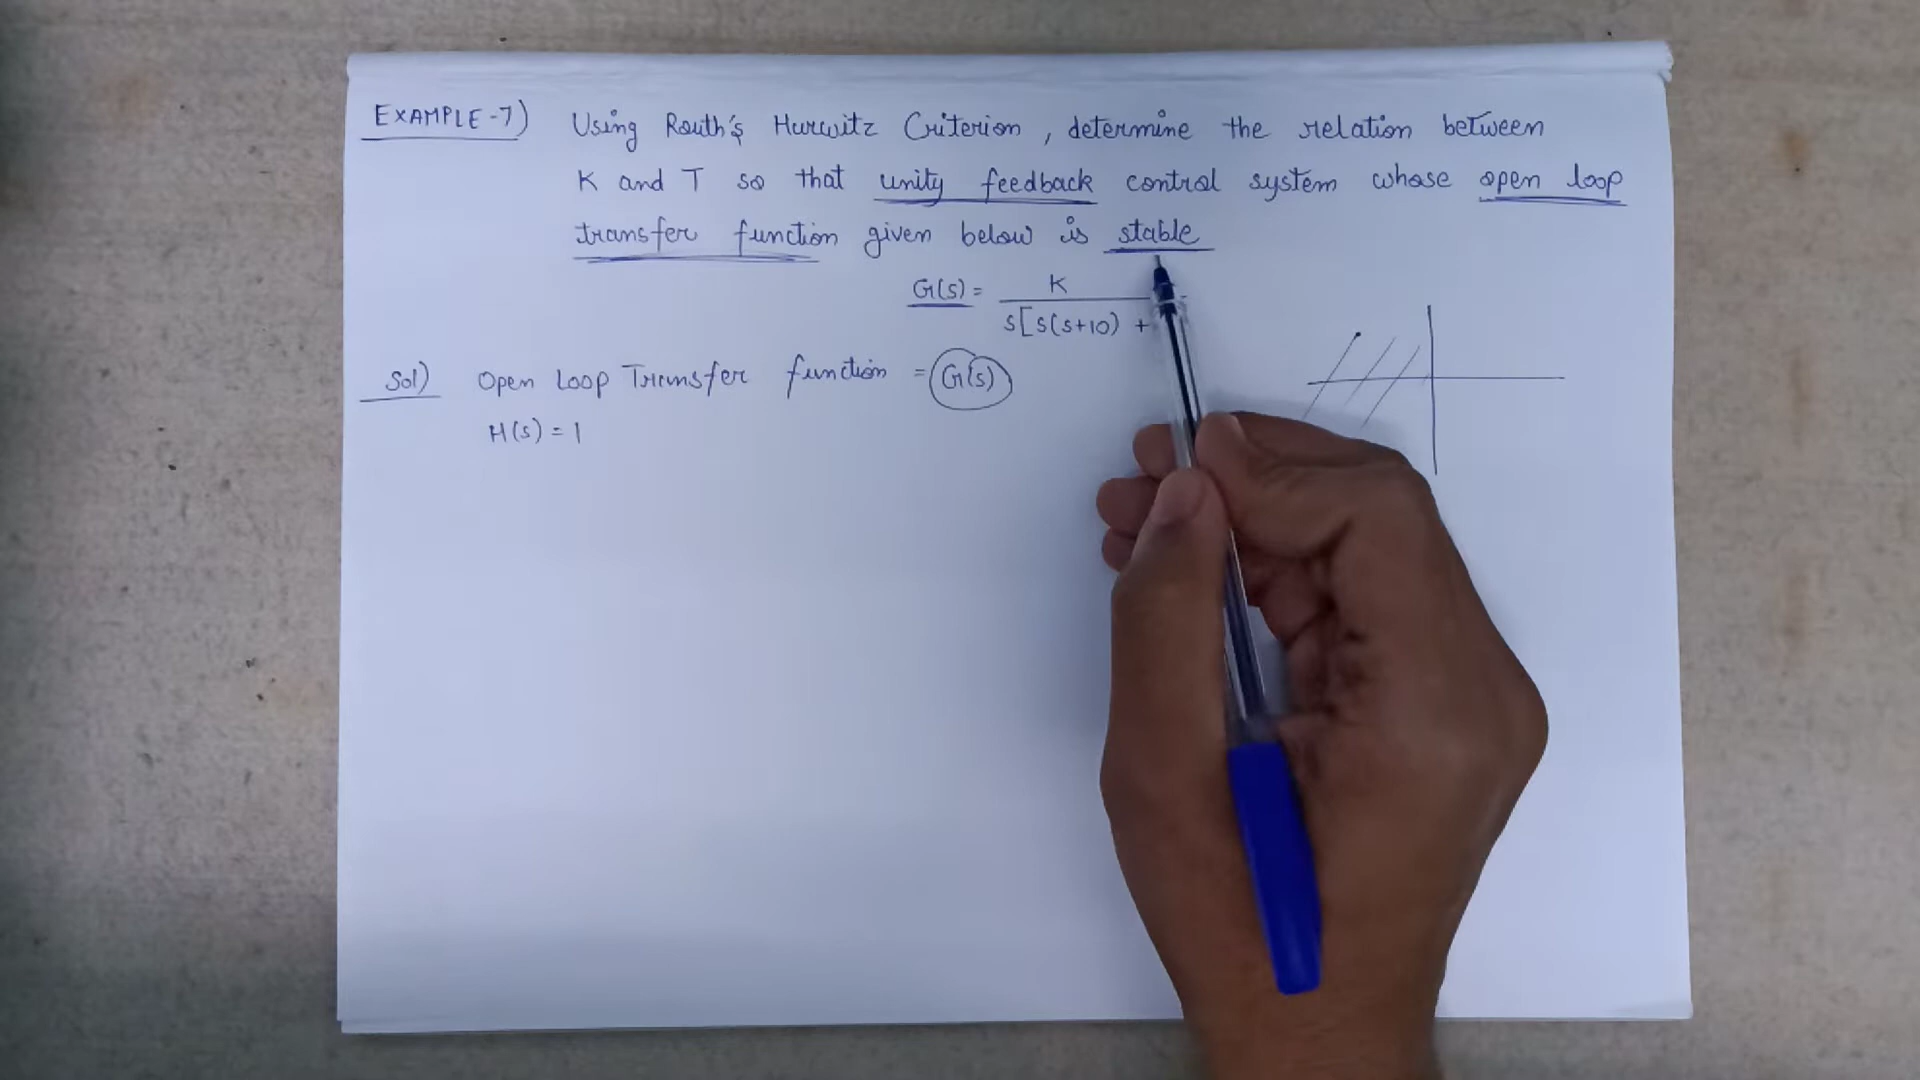 EXAMPLE-7) Using Routh's Hurwitz Criterion, determine the relation between
K and T so that unity feedback control system whose open loop
transfer function given below is stable
G(s) = K
s[s(s+10) +
Sol) Open Loop Transfer function = G(s)
H(s) = 1